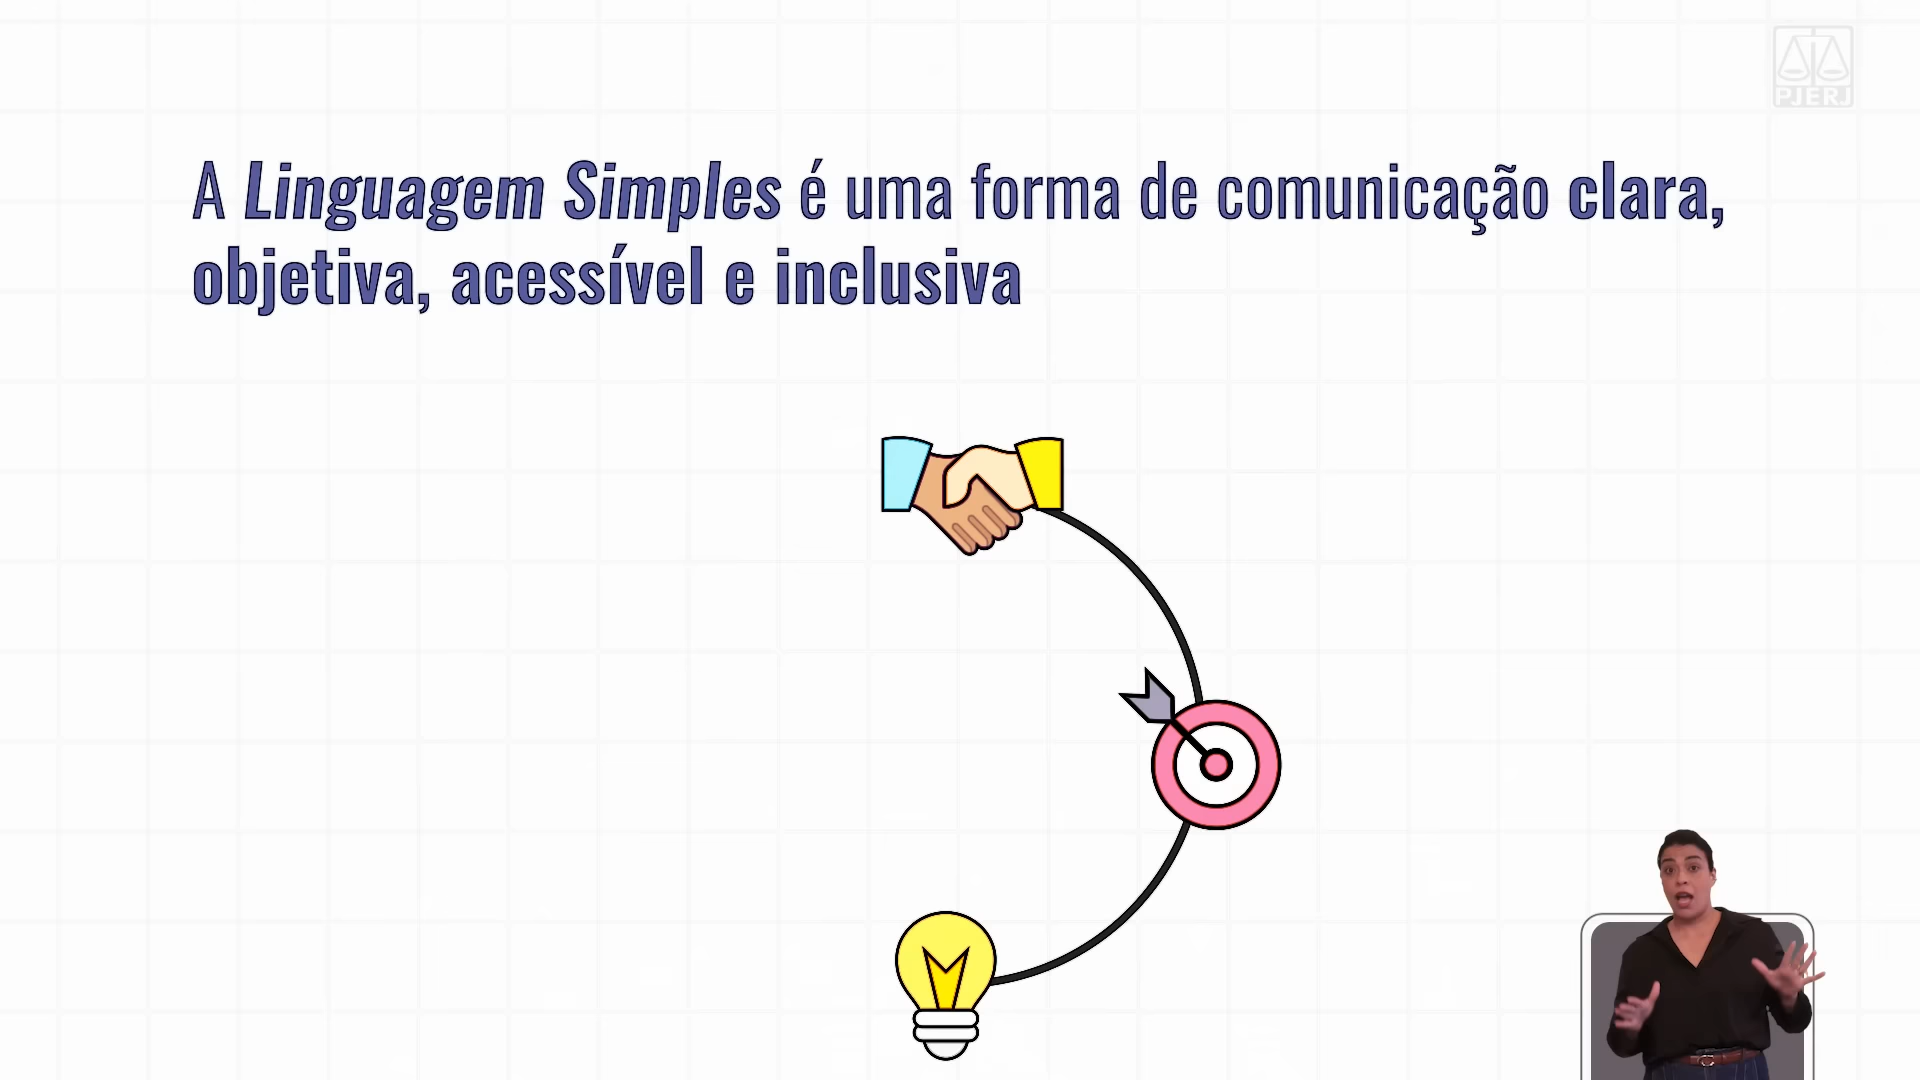 PJERJ
A Linguagem Simples é uma forma de comunicação clara,
objetiva, acessível e inclusiva